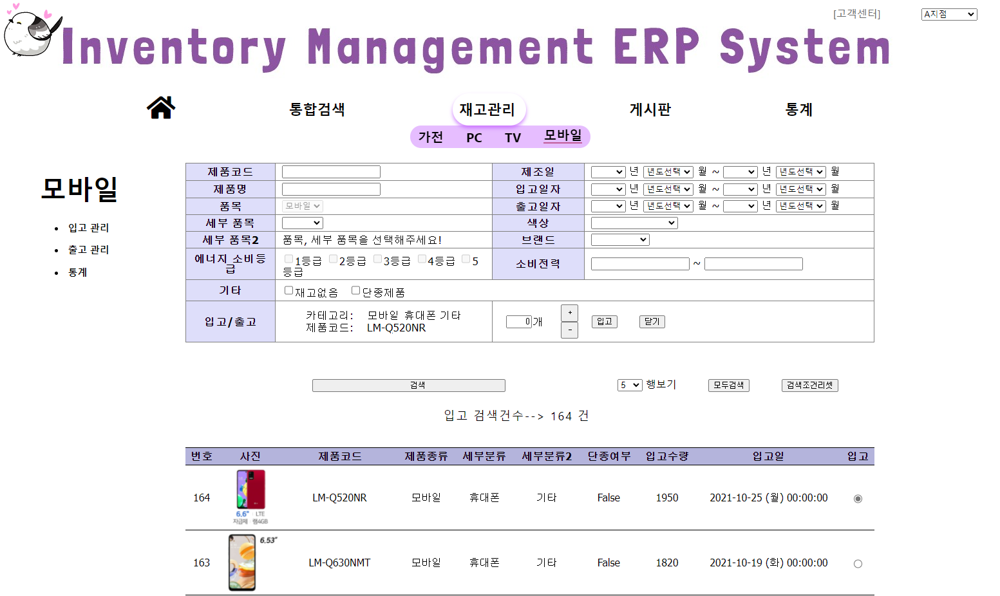 [고객센터]
A지점
Inventory Management ERP System
통합검색 재고관리 게시판 통계
가전 PC TV 모바일
모바일
입고 관리
출고 관리
통계
제품코드 제조일 년 년도선택 월 ~ 년 년도선택 월
제품명 입고일자 년 년도선택 월 ~ 년 년도선택 월
품목 모바일 출고일자 년 년도선택 월 ~ 년 년도선택 월
세부 품목 색상
세부 품목2 품목, 세부 품목을 선택해주세요! 브랜드
에너지 소비등
급
1등급 2등급 3등급 4등급 5
등급
소비전력 ~
기타 재고없음 단종제품
입고/출고
카테고리: 모바일 휴대폰 기타
제품코드: LM-Q520NR
0개 + - 입고 닫기
검색 5 행보기 모두검색 검색조건리셋
입고 검색건수--> 164 건
번호 사진 제품코드 제품종류 세부분류 세부분류2 단종여부 입고수량 입고일 입고
164 LM-Q520NR 모바일 휴대폰 기타 False 1950 2021-10-25 (월) 00:00:00
6.6" LTE
자급제 램4GB
6.53"
163 LM-Q630NMT 모바일 휴대폰 기타 False 1820 2021-10-19 (화) 00:00:00